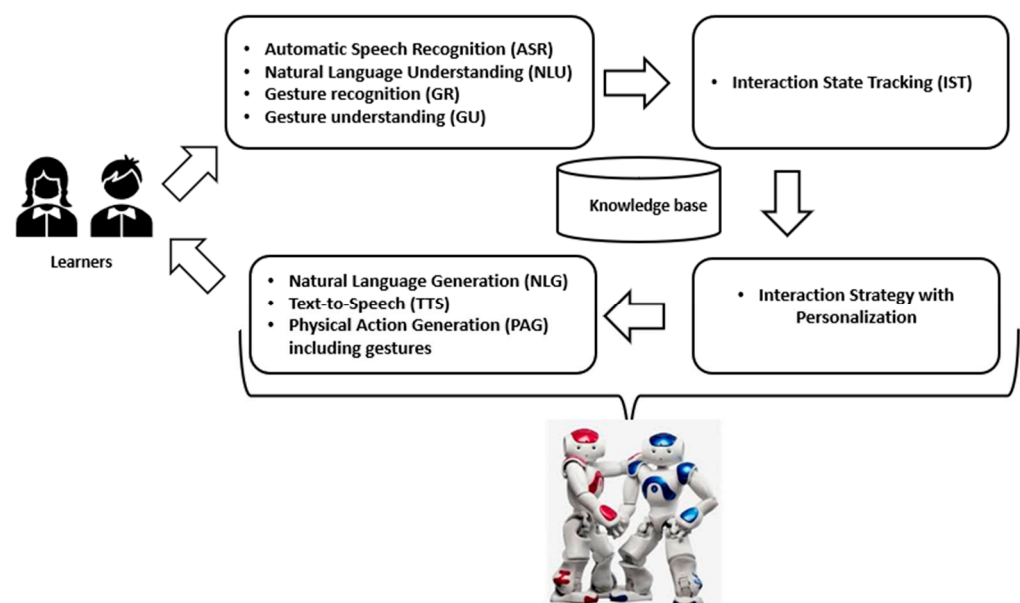 • Automatic Speech Recognition (ASR)
• Natural Language Understanding (NLU)
• Gesture recognition (GR)
• Gesture understanding (GU)
• Interaction State Tracking (IST)
Knowledge base
Learners
• Natural Language Generation (NLG)
• Text-to-Speech (TTS)
• Physical Action Generation (PAG)
including gestures
• Interaction Strategy with
Personalization